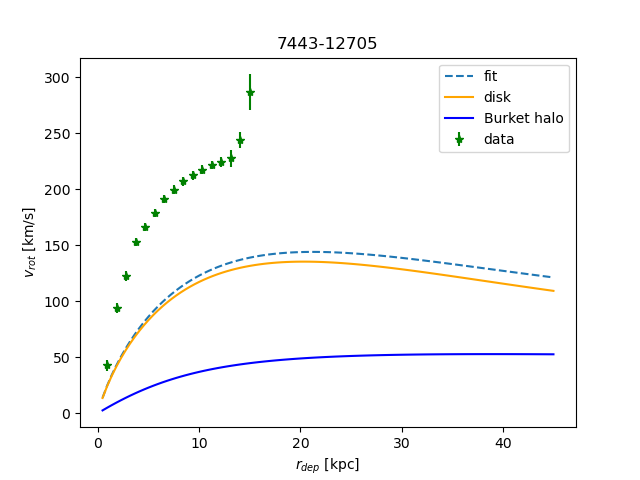 7443-12705
fit
disk
Burket halo
data
300
250
200
150
100
50
0
v_rot [km/s]
0 10 20 30 40
r_dep [kpc]